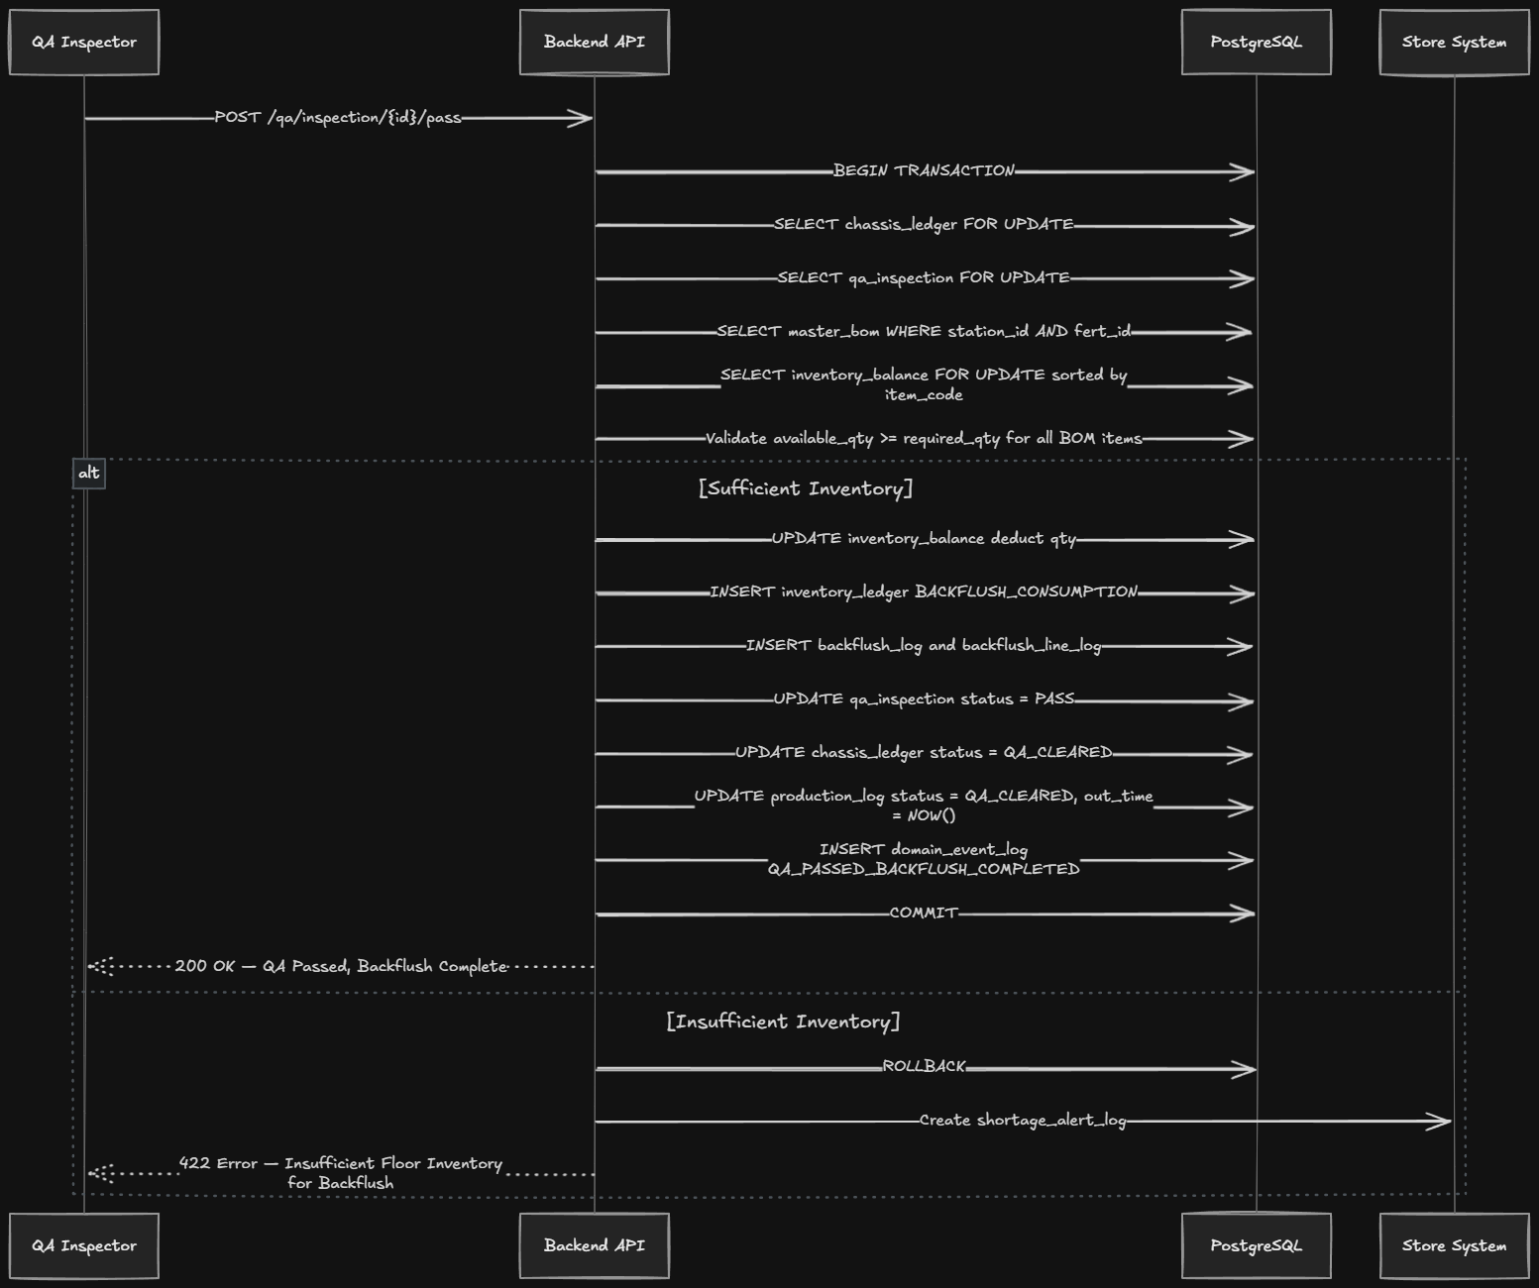 QA Inspector
Backend API
PostgreSQL
Store System
POST /qa/inspection/{id}/pass
BEGIN TRANSACTION
SELECT chassis_ledger FOR UPDATE
SELECT qa_inspection FOR UPDATE
SELECT master_bom WHERE station_id AND fert_id
SELECT inventory_balance FOR UPDATE sorted by
item_code
Validate available_qty >= required_qty for all BOM items
alt
[Sufficient Inventory]
UPDATE inventory_balance deduct qty
INSERT inventory_ledger BACKFLUSH_CONSUMPTION
INSERT backflush_log and backflush_line_log
UPDATE qa_inspection status = PASS
UPDATE chassis_ledger status = QA_CLEARED
UPDATE production_log status = QA_CLEARED, out_time
= NOW()
INSERT domain_event_log
QA_PASSED_BACKFLUSH_COMPLETED
COMMIT
200 OK — QA Passed, Backflush Complete
[Insufficient Inventory]
ROLLBACK
Create shortage_alert_log
422 Error — Insufficient Floor Inventory
for Backflush
QA Inspector
Backend API
PostgreSQL
Store System